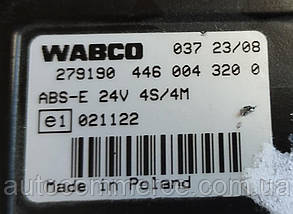 WABCO 037 23/08
279190 446 004 320 0
ABS-E 24V 4S/4M
e1 021122
Made in Poland